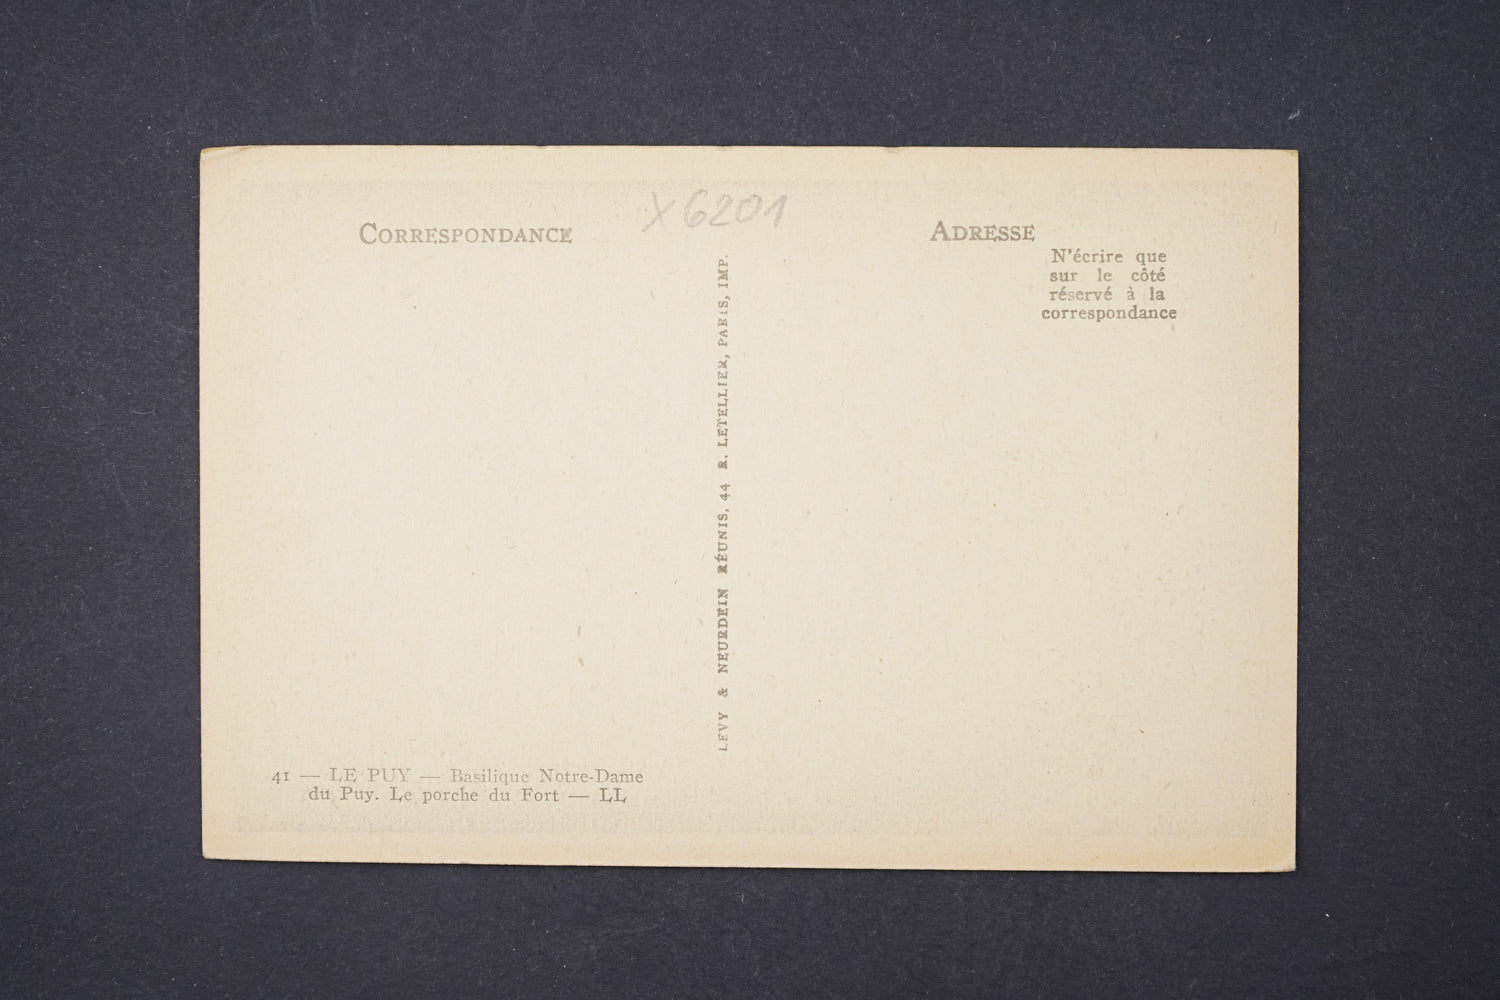 X 6201
CORRESPONDANCE
ADRESSE
N'écrire que
sur le côté
réservé à la
correspondance
LEVY & NEURDEIN RÉUNIS, 44 R. LETELLIER, PARIS, IMP.
41 — LE PUY — Basilique Notre-Dame
du Puy. Le porche du Fort — LL